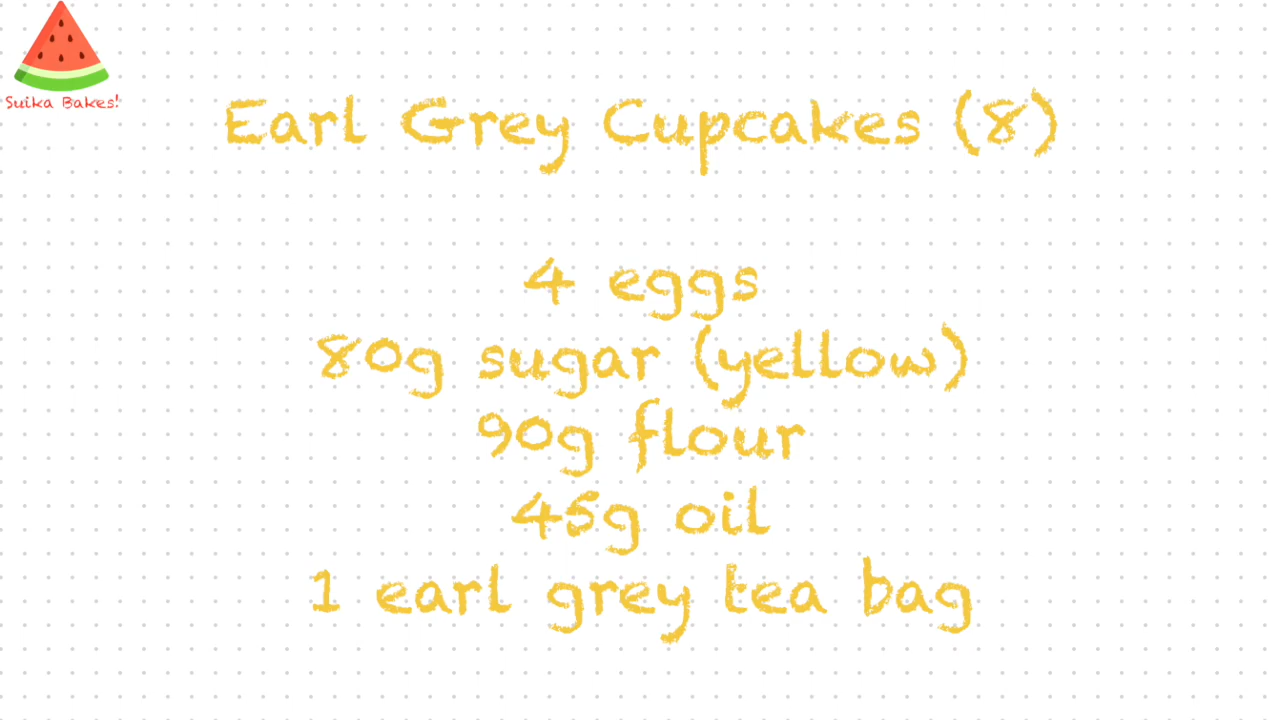 Suika Bakes!
Earl Grey Cupcakes (8)
4 eggs
80g sugar (yellow)
90g flour
45g oil
1 earl grey tea bag